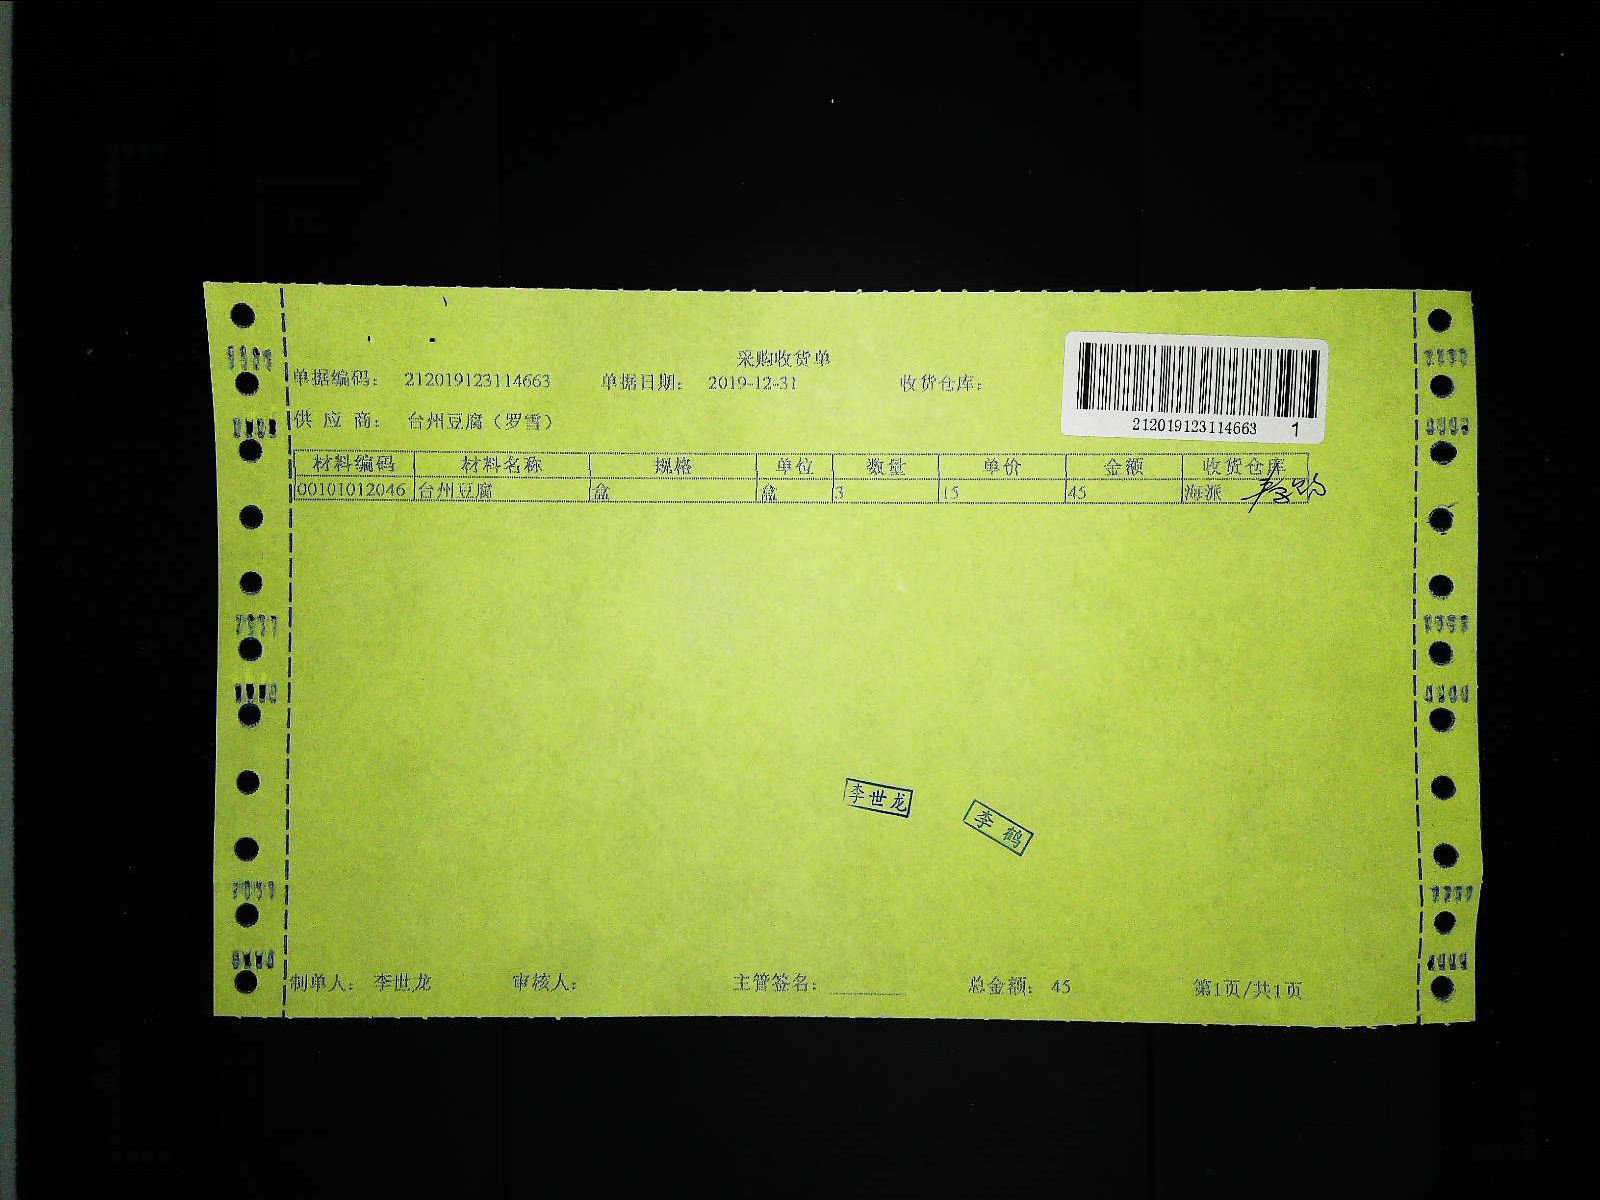 采购收货单
单据编码： 212019123114663 单据日期： 2019-12-31 收货仓库：
212019123114663 1
供 应 商： 台州豆腐（罗雪）
材料编码 材料名称 规格 单位 数量 单价 金额 收货仓库
00101012046 台州豆腐 盒 盒 3 15 45 海派
李世龙
李鹤
制单人： 李世龙 审核人： 主管签名： 总金额： 45 第1页/共1页